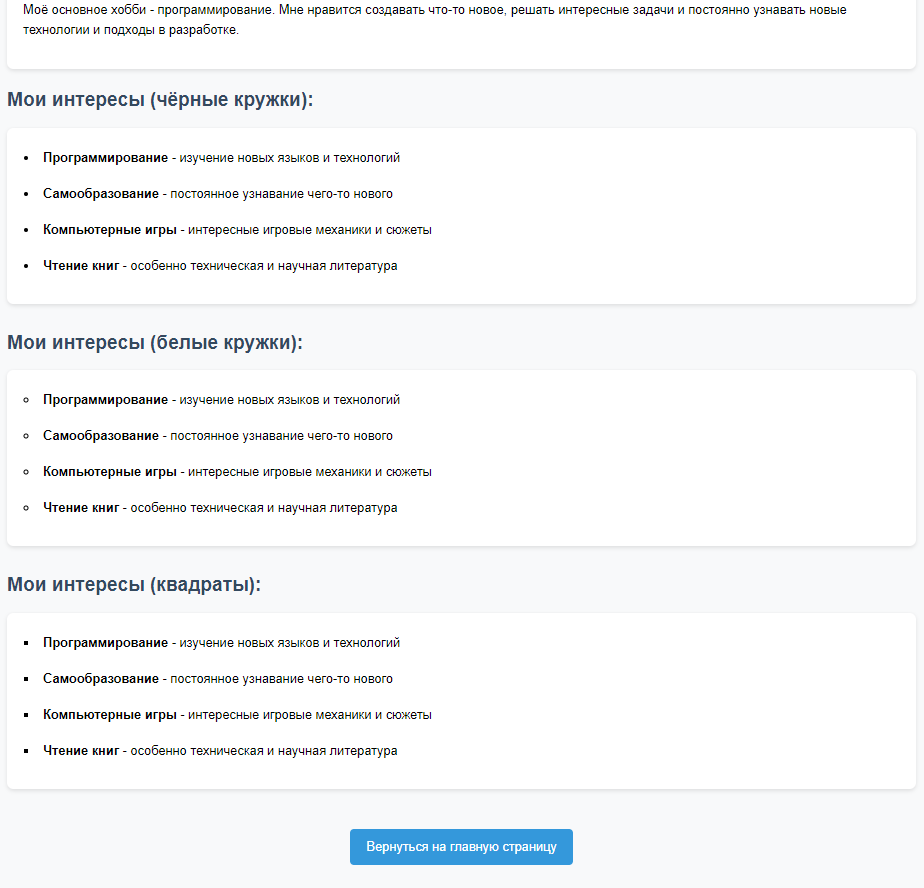 Моё основное хобби - программирование. Мне нравится создавать что-то новое, решать интересные задачи и постоянно узнавать новые
технологии и подходы в разработке.
Мои интересы (чёрные кружки):
Программирование - изучение новых языков и технологий
Самообразование - постоянное узнавание чего-то нового
Компьютерные игры - интересные игровые механики и сюжеты
Чтение книг - особенно техническая и научная литература
Мои интересы (белые кружки):
Программирование - изучение новых языков и технологий
Самообразование - постоянное узнавание чего-то нового
Компьютерные игры - интересные игровые механики и сюжеты
Чтение книг - особенно техническая и научная литература
Мои интересы (квадраты):
Программирование - изучение новых языков и технологий
Самообразование - постоянное узнавание чего-то нового
Компьютерные игры - интересные игровые механики и сюжеты
Чтение книг - особенно техническая и научная литература
Вернуться на главную страницу